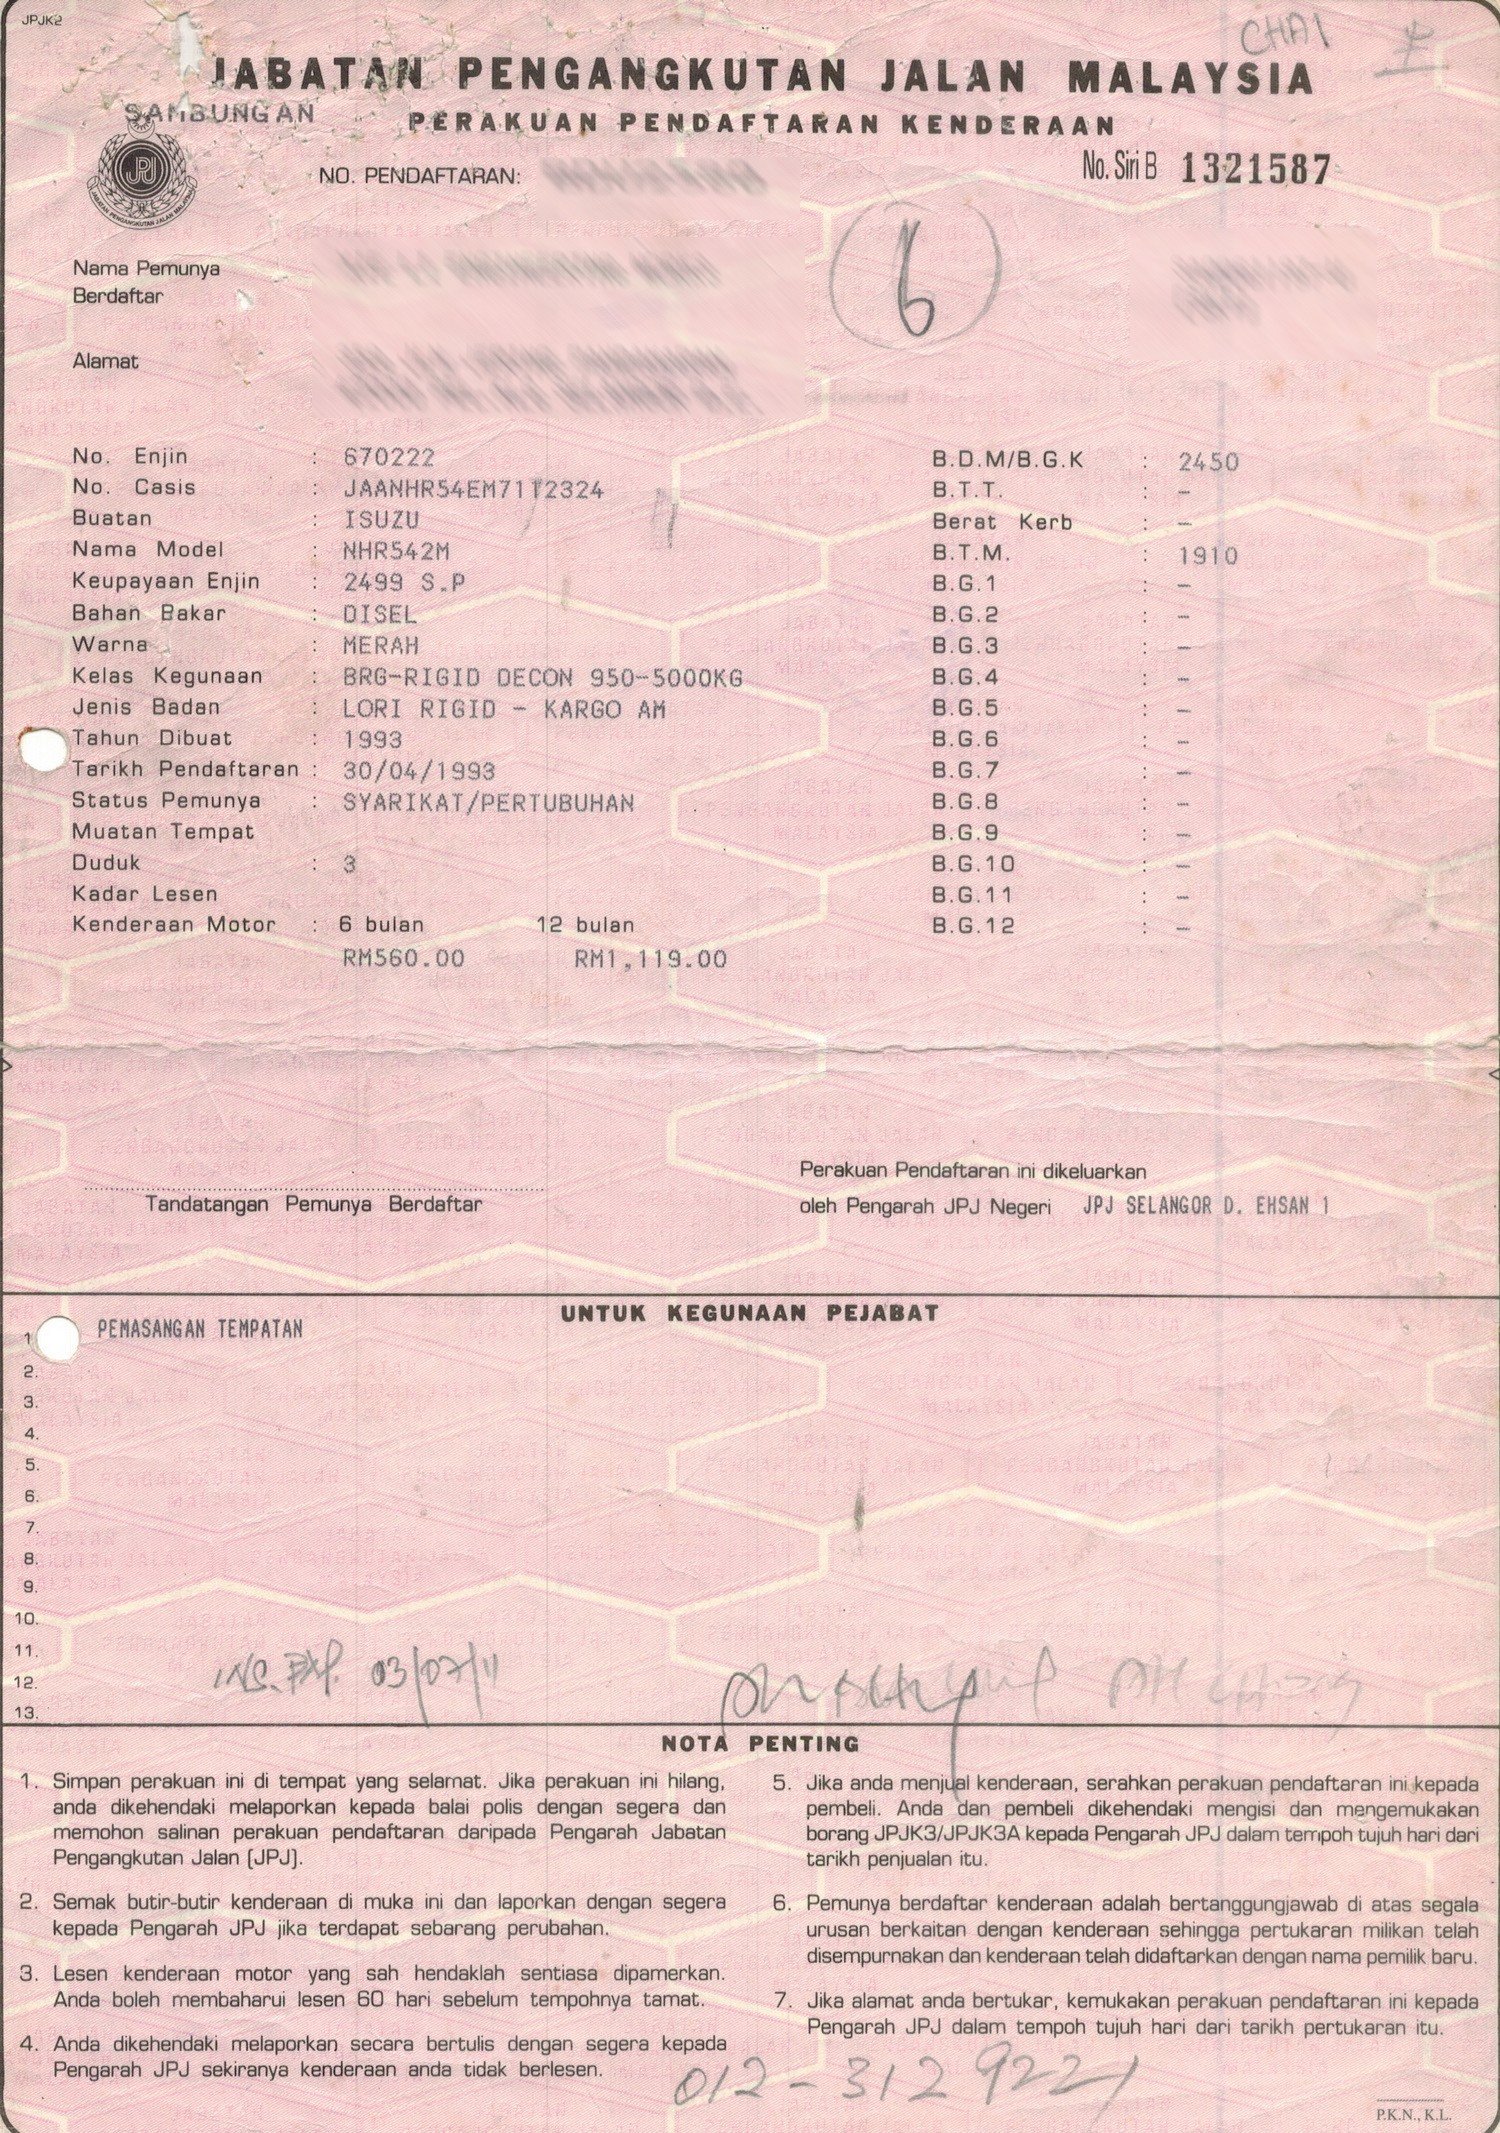 JPJK2
CHAI
JABATAN PENGANGKUTAN JALAN MALAYSIA
SAMBUNGAN
PERAKUAN PENDAFTARAN KENDERAAN
JPJ
JABATAN PENGANGKUTAN JALAN MALAYSIA
NO. PENDAFTARAN:
No. Siri B 1321587
6
Nama Pemunya
Berdaftar
Alamat
No. Enjin : 670222
No. Casis : JAANHR54EM7112324
Buatan : ISUZU
Nama Model : NHR542M
Keupayaan Enjin : 2499 S.P
Bahan Bakar : DISEL
Warna : MERAH
Kelas Kegunaan : BRG-RIGID DECON 950-5000KG
Jenis Badan : LORI RIGID - KARGO AM
Tahun Dibuat : 1993
Tarikh Pendaftaran : 30/04/1993
Status Pemunya : SYARIKAT/PERTUBUHAN
Muatan Tempat
Duduk : 3
Kadar Lesen
Kenderaan Motor : 6 bulan 12 bulan
RM560.00 RM1,119.00
B.D.M/B.G.K : 2450
B.T.T. : -
Berat Kerb : -
B.T.M. : 1910
B.G.1 : -
B.G.2 : -
B.G.3 : -
B.G.4 : -
B.G.5 : -
B.G.6 : -
B.G.7 : -
B.G.8 : -
B.G.9 : -
B.G.10 : -
B.G.11 : -
B.G.12 : -
Tandatangan Pemunya Berdaftar
Perakuan Pendaftaran ini dikeluarkan
oleh Pengarah JPJ Negeri JPJ SELANGOR D. EHSAN 1
UNTUK KEGUNAAN PEJABAT
1 PEMASANGAN TEMPATAN
2.
3.
4.
5.
6.
7.
8.
9.
10.
11.
12. INS. EXP. 03/07/11
13.
NOTA PENTING
1. Simpan perakuan ini di tempat yang selamat. Jika perakuan ini hilang,
anda dikehendaki melaporkan kepada balai polis dengan segera dan
memohon salinan perakuan pendaftaran daripada Pengarah Jabatan
Pengangkutan Jalan (JPJ).
2. Semak butir-butir kenderaan di muka ini dan laporkan dengan segera
kepada Pengarah JPJ jika terdapat sebarang perubahan.
3. Lesen kenderaan motor yang sah hendaklah sentiasa dipamerkan.
Anda boleh membaharui lesen 60 hari sebelum tempohnya tamat.
4. Anda dikehendaki melaporkan secara bertulis dengan segera kepada
Pengarah JPJ sekiranya kenderaan anda tidak berlesen.
5. Jika anda menjual kenderaan, serahkan perakuan pendaftaran ini kepada
pembeli. Anda dan pembeli dikehendaki mengisi dan mengemukakan
borang JPJK3/JPJK3A kepada Pengarah JPJ dalam tempoh tujuh hari dari
tarikh penjualan itu.
6. Pemunya berdaftar kenderaan adalah bertanggungjawab di atas segala
urusan berkaitan dengan kenderaan sehingga pertukaran milikan telah
disempurnakan dan kenderaan telah didaftarkan dengan nama pemilik baru.
7. Jika alamat anda bertukar, kemukakan perakuan pendaftaran ini kepada
Pengarah JPJ dalam tempoh tujuh hari dari tarikh pertukaran itu.
012-312 9221
P.K.N., K.L.